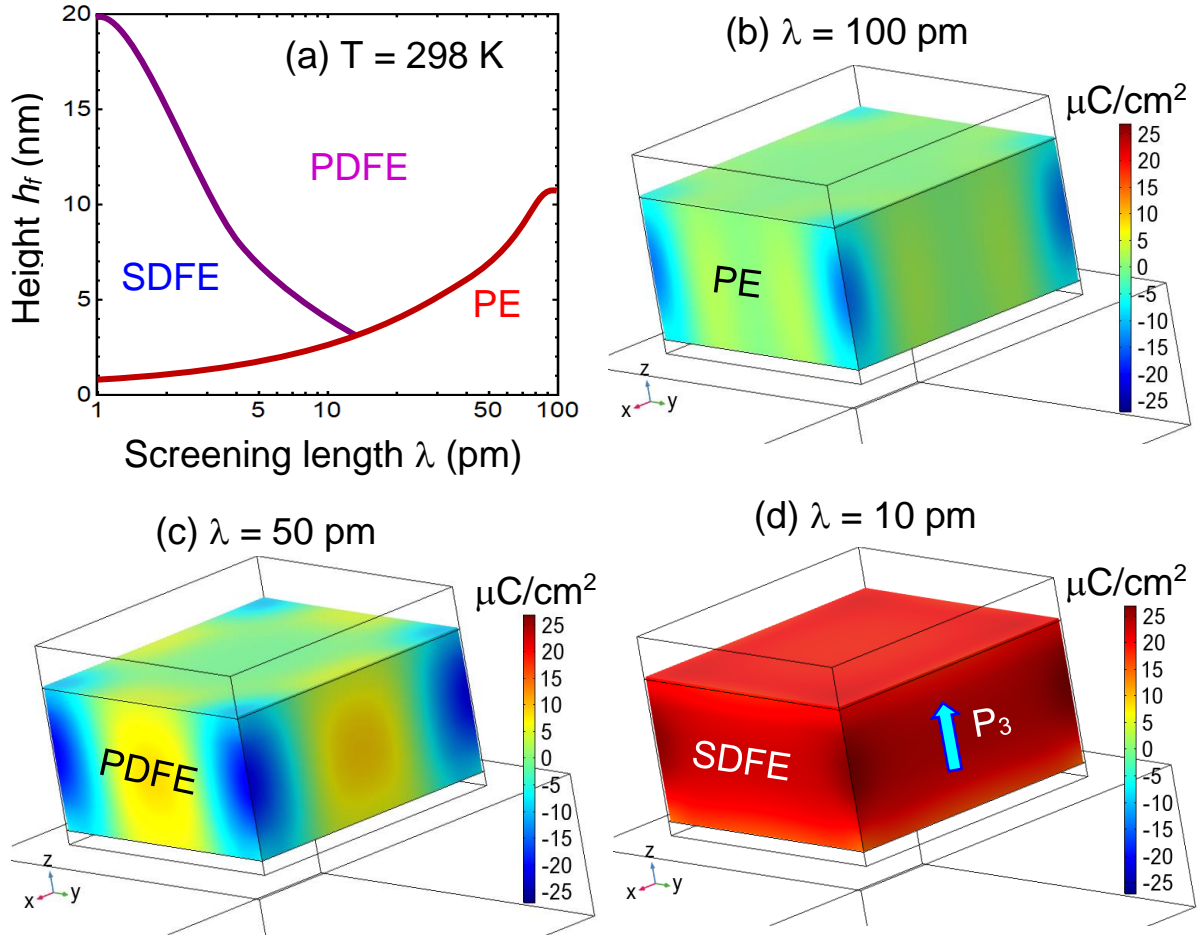 (a) T = 298 K
Height h_f (nm)
20
15
10
5
0
PDFE
SDFE
PE
1
5
10
50
100
Screening length λ (pm)
(b) λ = 100 pm
μC/cm²
25
20
15
10
5
0
-5
-10
-15
-20
-25
PE
z
x
y
(c) λ = 50 pm
μC/cm²
25
20
15
10
5
0
-5
-10
-15
-20
-25
PDFE
z
x
y
(d) λ = 10 pm
μC/cm²
25
20
15
10
5
0
-5
-10
-15
-20
-25
SDFE
P₃
z
x
y